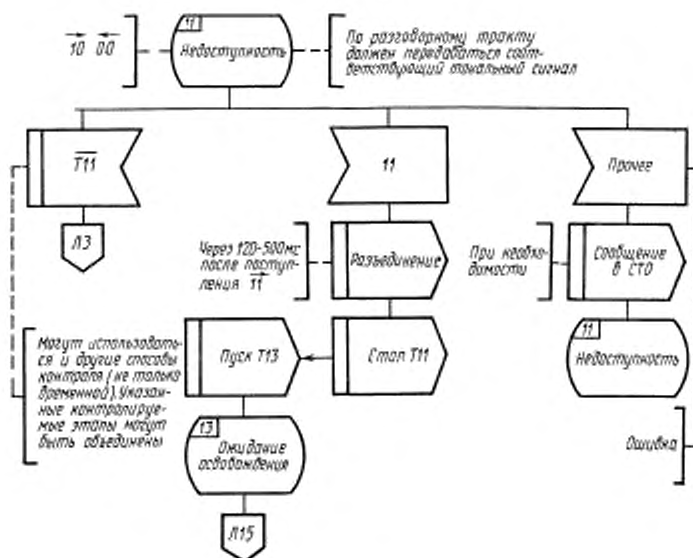 11
Недоступность
10 00
По разговорному тракту
должен передаваться соот-
ветствующий тональный сигнал
Т11
11
Прочее
Л3
Через 120-500мс
после поступ-
ления 11
Разъединение
При необхо-
димости
Сообщение
в СТО
Могут использовать-
ся и другие способы
контроля (не только
временной). Указан-
ные контролируе-
мые этапы могут
быть объединены
Пуск Т13
Стоп Т11
11
Недоступность
13
Ожидание
освобождения
Ошибка
Л15